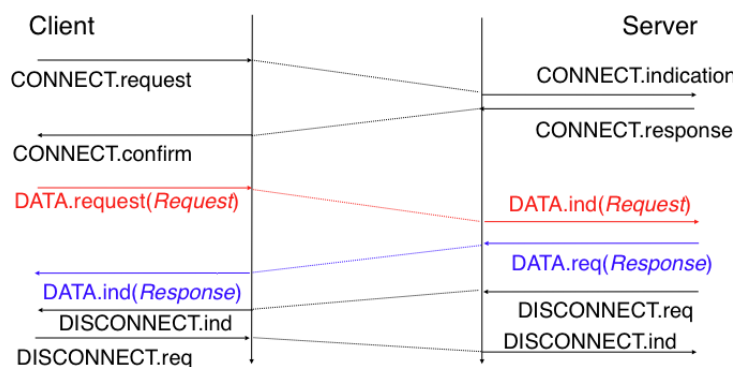 Client
Server
CONNECT.request
CONNECT.indication
CONNECT.response
CONNECT.confirm
DATA.request(Request)
DATA.ind(Request)
DATA.req(Response)
DATA.ind(Response)
DISCONNECT.req
DISCONNECT.ind
DISCONNECT.ind
DISCONNECT.req